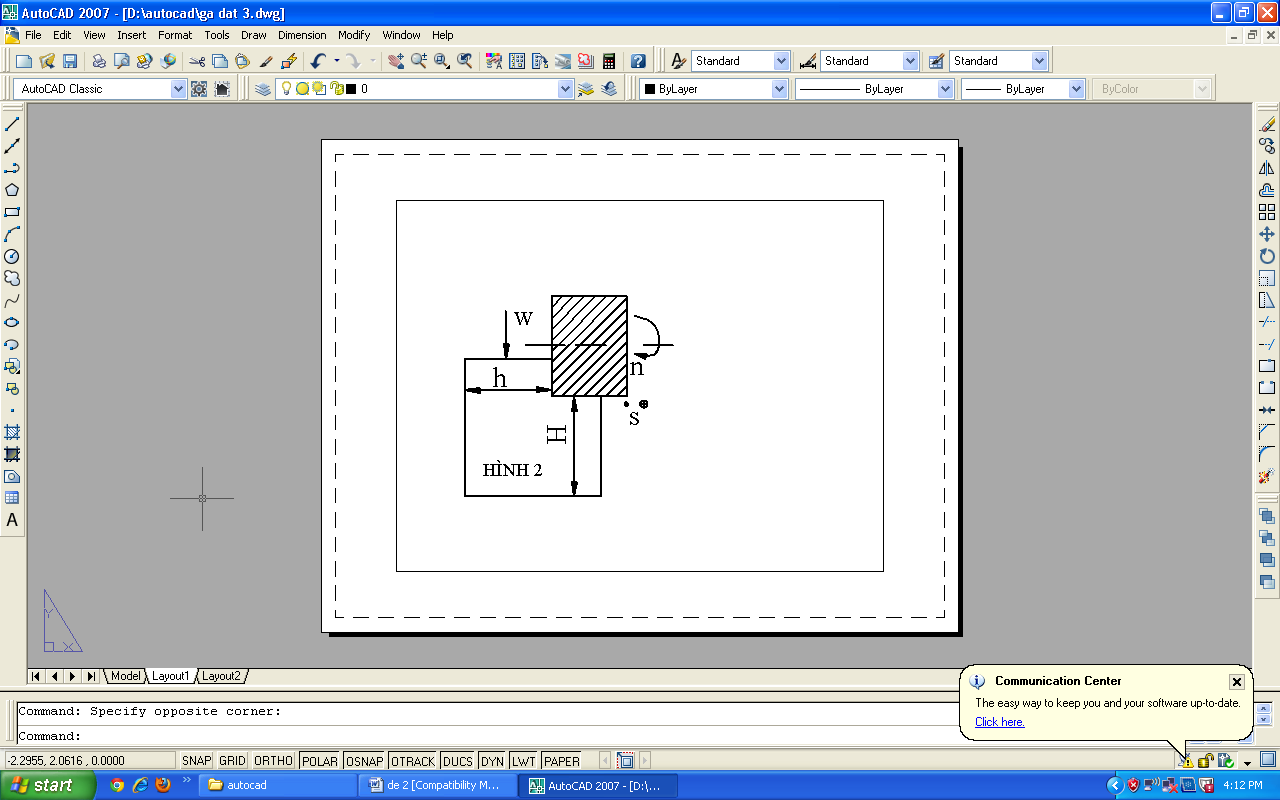 AutoCAD 2007 - [D:\autocad\ga dat 3.dwg]
File Edit View Insert Format Tools Draw Dimension Modify Window Help
Standard Standard Standard
AutoCAD Classic 0 ByLayer ByLayer ByLayer ByColor
W
h
n
S
H
HÌNH 2
Y
X
A
Model Layout1 Layout2
Communication Center
The easy way to keep you and your software up-to-date.
Click here.
Command: Specify opposite corner:
Command:
-2.2955, 2.0616 , 0.0000 SNAP GRID ORTHO POLAR OSNAP OTRACK DUCS DYN LWT PAPER
start autocad de 2 [Compatibility M... AutoCAD 2007 - [D:\... 4:12 PM